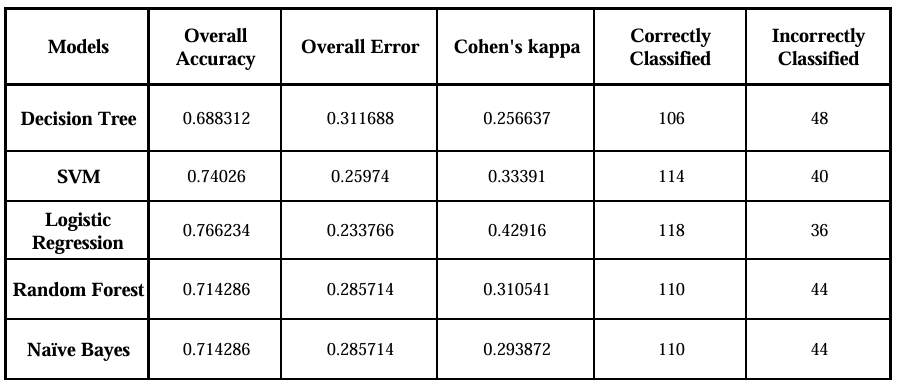 Models Overall Accuracy Overall Error Cohen's kappa Correctly Classified Incorrectly Classified
Decision Tree 0.688312 0.311688 0.256637 106 48
SVM 0.74026 0.25974 0.33391 114 40
Logistic Regression 0.766234 0.233766 0.42916 118 36
Random Forest 0.714286 0.285714 0.310541 110 44
Naïve Bayes 0.714286 0.285714 0.293872 110 44